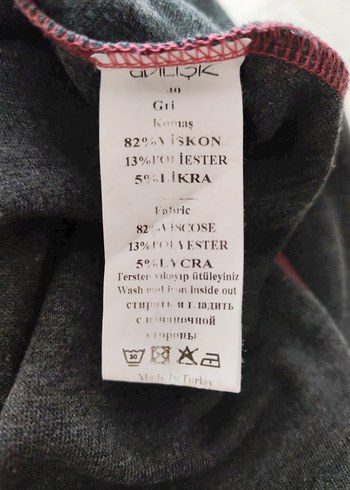 40
Gri
Kumaş
82%VİSKON
13%POLİESTER
5%LİKRA
Fabric
82%VISCOSE
13%POLYESTER
5%LYCRA
Tersten yıkayıp ütüleyiniz
Wash and iron inside out
стирать и гладить
с изнаночной
стороны
30
Made in Turkey